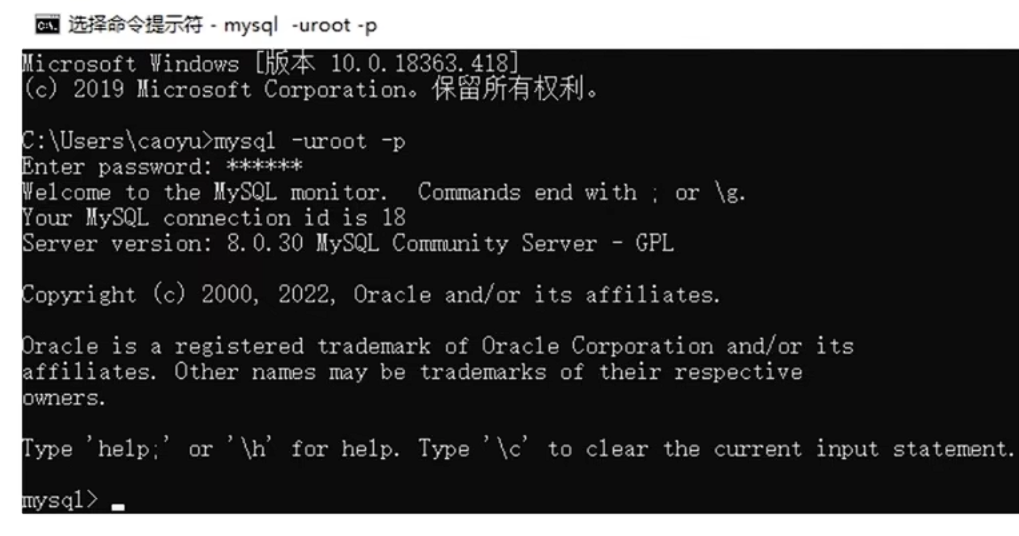 选择命令提示符 - mysql -uroot -p
Microsoft Windows [版本 10.0.18363.418]
(c) 2019 Microsoft Corporation。保留所有权利。
C:\Users\caoyu>mysql -uroot -p
Enter password: ******
Welcome to the MySQL monitor.  Commands end with ; or \g.
Your MySQL connection id is 18
Server version: 8.0.30 MySQL Community Server - GPL
Copyright (c) 2000, 2022, Oracle and/or its affiliates.
Oracle is a registered trademark of Oracle Corporation and/or its
affiliates. Other names may be trademarks of their respective
owners.
Type 'help;' or '\h' for help. Type '\c' to clear the current input statement.
mysql>